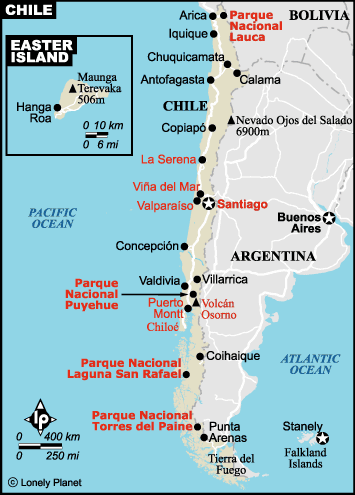 CHILE
EASTER
ISLAND
Maunga
Terevaka
506m
Hanga
Roa
0 10 km
0 6 mi
BOLIVIA
Arica
Parque
Nacional
Lauca
Iquique
Chuquicamata
Calama
Antofagasta
CHILE
Copiapó
Nevado Ojos del Salado
6900m
La Serena
Viña del Mar
Valparaíso
Santiago
PACIFIC
OCEAN
Buenos
Aires
Concepción
ARGENTINA
Valdivia
Villarrica
Parque
Nacional
Puyehue
Puerto
Montt
Volcán
Osorno
Chiloé
Coihaique
Parque Nacional
Laguna San Rafael
ATLANTIC
OCEAN
lp
0 400 km
0 250 mi
Parque Nacional
Torres del Paine
Punta
Arenas
Stanely
Falkland
Islands
Tierra del
Fuego
© Lonely Planet